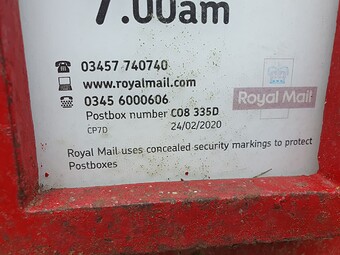 7.00am
03457 740740
www.royalmail.com
0345 6000606
Royal Mail
Postbox number CO8 335D
CP7D 24/02/2020
Royal Mail uses concealed security markings to protect
Postboxes